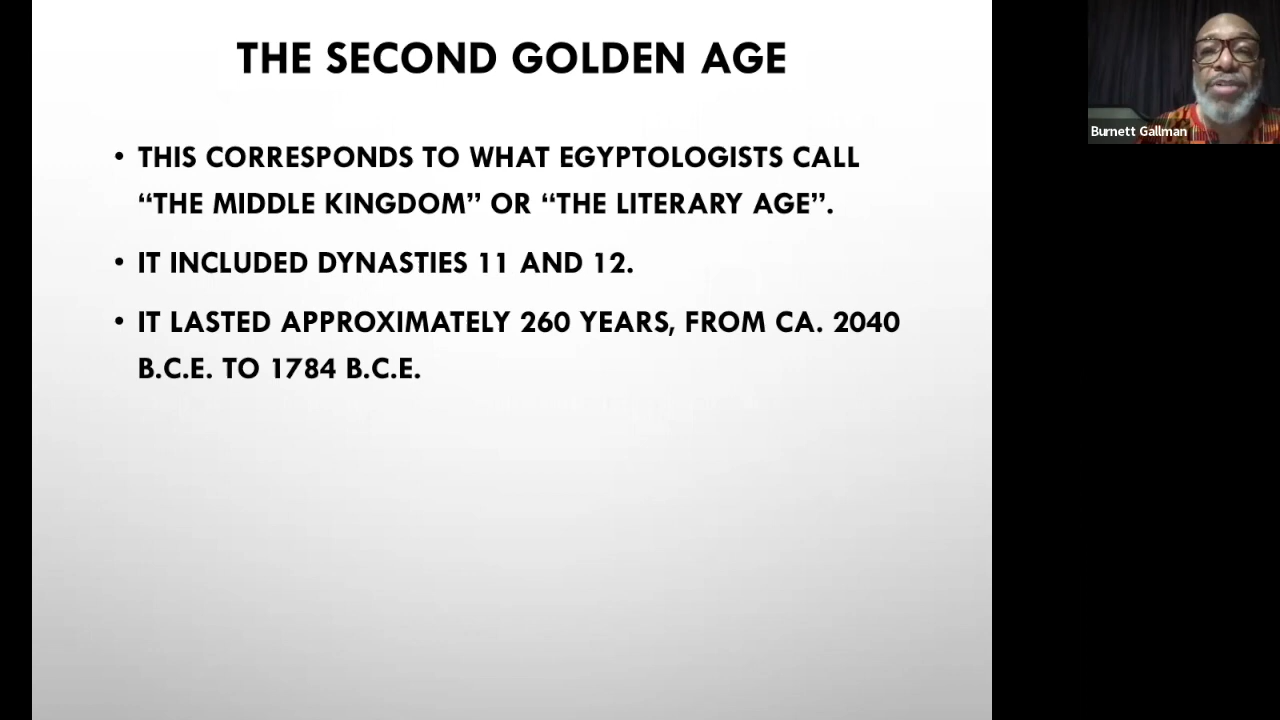 THE SECOND GOLDEN AGE
• THIS CORRESPONDS TO WHAT EGYPTOLOGISTS CALL
“THE MIDDLE KINGDOM” OR “THE LITERARY AGE”.
• IT INCLUDED DYNASTIES 11 AND 12.
• IT LASTED APPROXIMATELY 260 YEARS, FROM CA. 2040
B.C.E. TO 1784 B.C.E.
Burnett Gallman